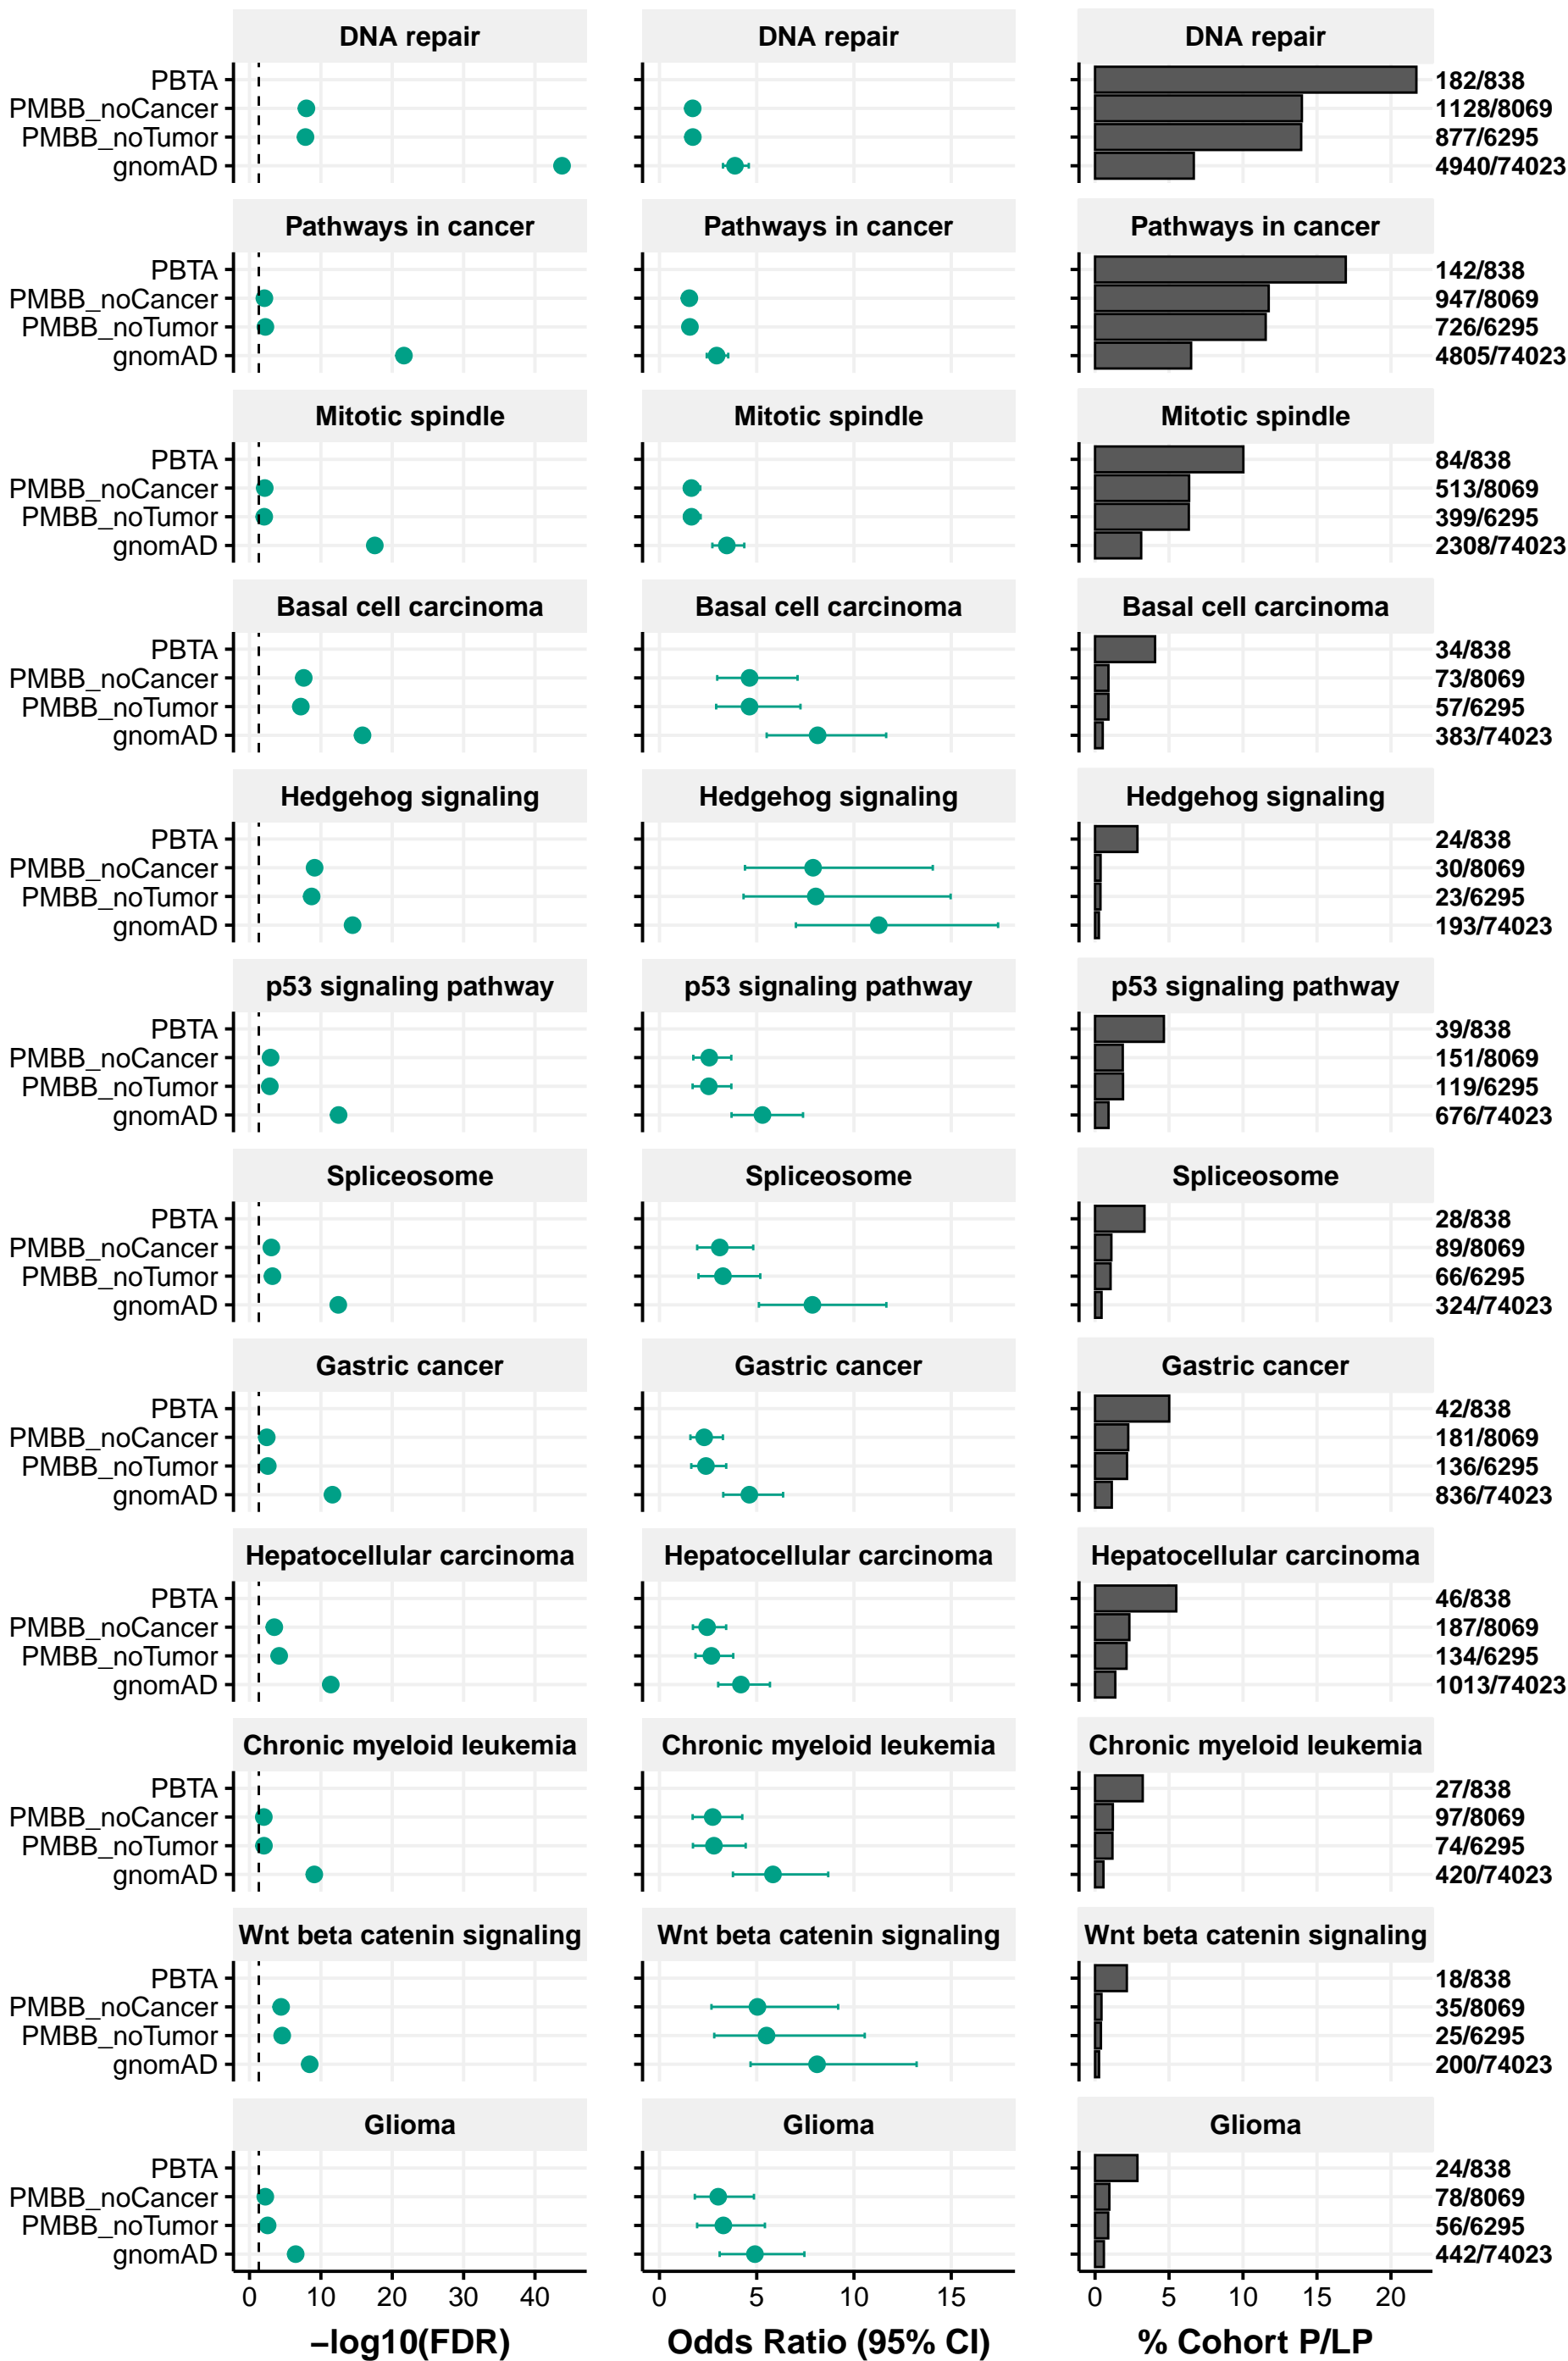 DNA repair DNA repair DNA repair
PBTA 182/838
PMBB_noCancer 1128/8069
PMBB_noTumor 877/6295
gnomAD 4940/74023
Pathways in cancer Pathways in cancer Pathways in cancer
PBTA 142/838
PMBB_noCancer 947/8069
PMBB_noTumor 726/6295
gnomAD 4805/74023
Mitotic spindle Mitotic spindle Mitotic spindle
PBTA 84/838
PMBB_noCancer 513/8069
PMBB_noTumor 399/6295
gnomAD 2308/74023
Basal cell carcinoma Basal cell carcinoma Basal cell carcinoma
PBTA 34/838
PMBB_noCancer 73/8069
PMBB_noTumor 57/6295
gnomAD 383/74023
Hedgehog signaling Hedgehog signaling Hedgehog signaling
PBTA 24/838
PMBB_noCancer 30/8069
PMBB_noTumor 23/6295
gnomAD 193/74023
p53 signaling pathway p53 signaling pathway p53 signaling pathway
PBTA 39/838
PMBB_noCancer 151/8069
PMBB_noTumor 119/6295
gnomAD 676/74023
Spliceosome Spliceosome Spliceosome
PBTA 28/838
PMBB_noCancer 89/8069
PMBB_noTumor 66/6295
gnomAD 324/74023
Gastric cancer Gastric cancer Gastric cancer
PBTA 42/838
PMBB_noCancer 181/8069
PMBB_noTumor 136/6295
gnomAD 836/74023
Hepatocellular carcinoma Hepatocellular carcinoma Hepatocellular carcinoma
PBTA 46/838
PMBB_noCancer 187/8069
PMBB_noTumor 134/6295
gnomAD 1013/74023
Chronic myeloid leukemia Chronic myeloid leukemia Chronic myeloid leukemia
PBTA 27/838
PMBB_noCancer 97/8069
PMBB_noTumor 74/6295
gnomAD 420/74023
Wnt beta catenin signaling Wnt beta catenin signaling Wnt beta catenin signaling
PBTA 18/838
PMBB_noCancer 35/8069
PMBB_noTumor 25/6295
gnomAD 200/74023
Glioma Glioma Glioma
PBTA 24/838
PMBB_noCancer 78/8069
PMBB_noTumor 56/6295
gnomAD 442/74023
0 10 20 30 40 0 5 10 15 0 5 10 15 20
−log10(FDR) Odds Ratio (95% CI) % Cohort P/LP